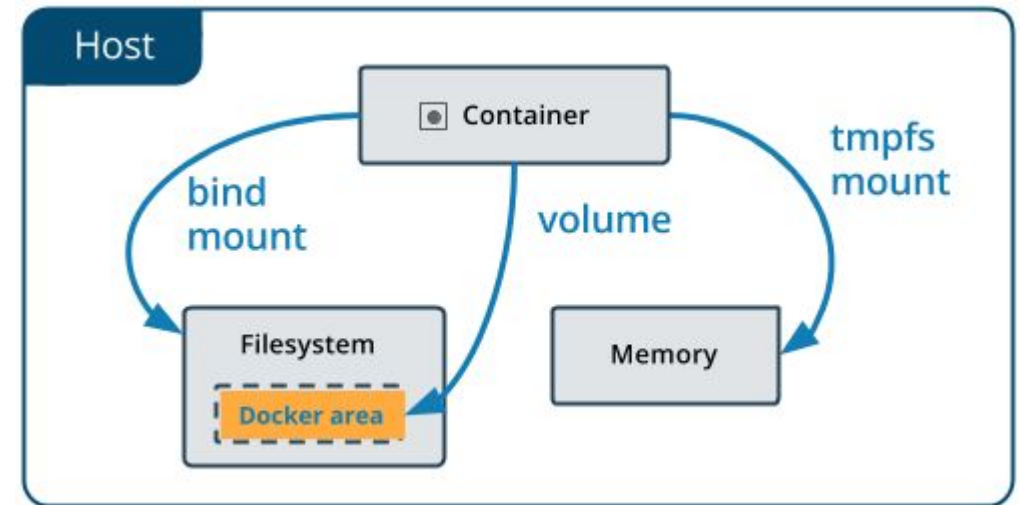 Host
Container
bind
mount
volume
tmpfs
mount
Filesystem
Docker area
Memory